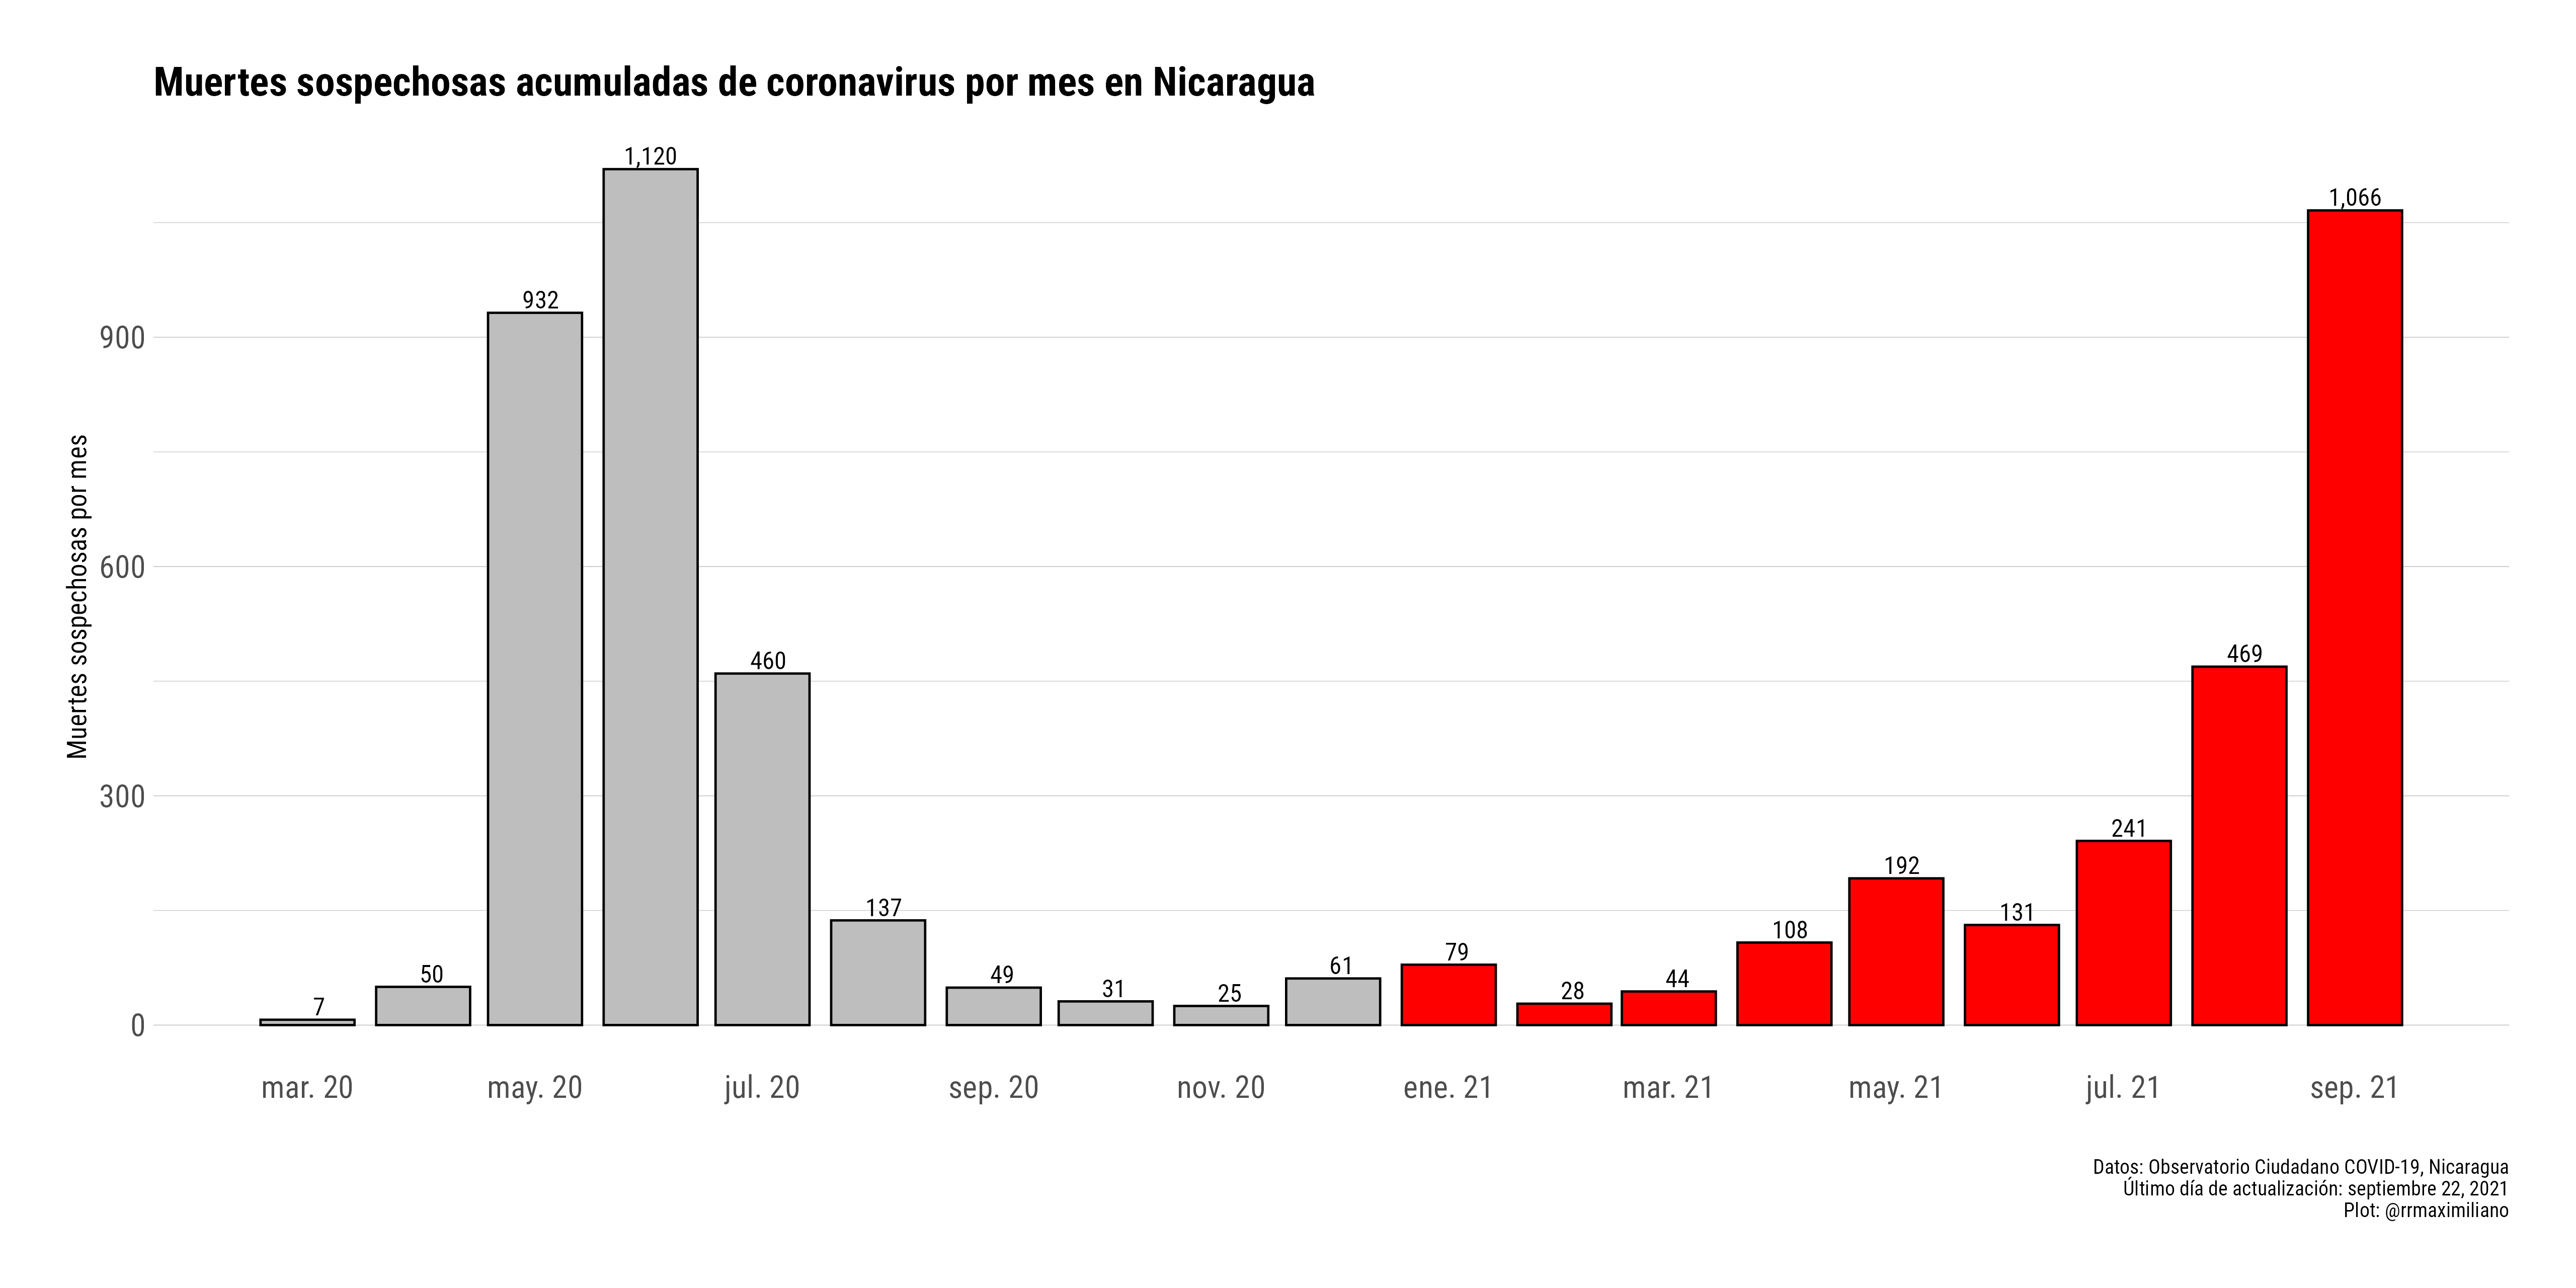 Muertes sospechosas acumuladas de coronavirus por mes en Nicaragua
Muertes sospechosas por mes
900
600
300
0
7
50
932
1,120
460
137
49
31
25
61
79
28
44
108
192
131
241
469
1,066
mar. 20
may. 20
jul. 20
sep. 20
nov. 20
ene. 21
mar. 21
may. 21
jul. 21
sep. 21
Datos: Observatorio Ciudadano COVID-19, Nicaragua
Último día de actualización: septiembre 22, 2021
Plot: @rrmaximiliano